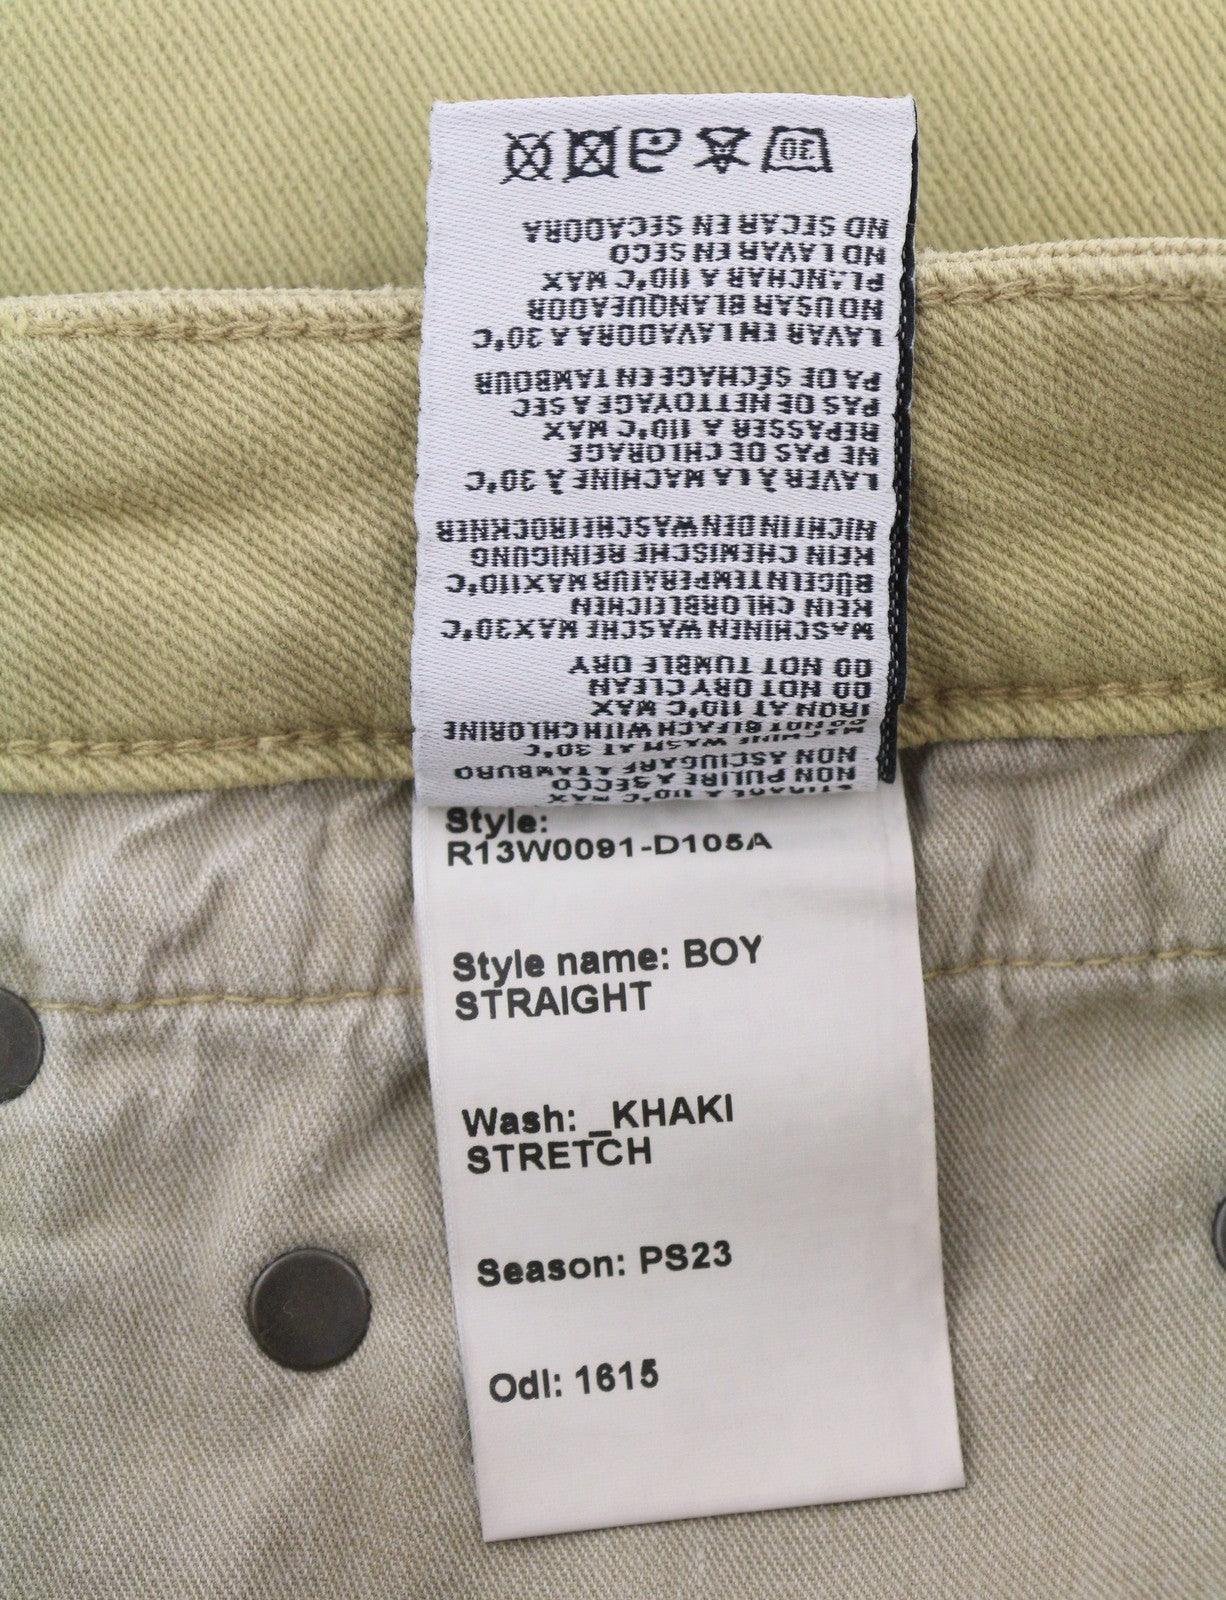 A 110°C MAX
NON PULIRE A SECCO
NON ASCIUGARE A TAMBURO
MACHINE WASH AT 30°C
DO NOT BLEACH WITH CHLORINE
IRON AT 110°C MAX
DO NOT DRY CLEAN
DO NOT TUMBLE DRY
MASCHINEN WASCHE MAX30°C
KEIN CHLORBLEICHEN
BÜGELNTEMPERATUR MAX110°C
KEIN CHEMISCHE REINIGUNG
NICHT IN DEN WASCHETROCKNER
LAVER À LA MACHINE À 30°C
NE PAS DE CHLORAGE
REPASSER A 110°C MAX
PAS DE NETTOYAGE A SEC
PA DE SÉCHAGE EN TAMBOUR
LAVAR EN LAVADORA A 30°C
NO USAR BLANQUEADOR
PLANCHAR A 110°C MAX
NO LAVAR EN SECO
NO SECAR EN SECADORA
30
Style:
R13W0091-D105A
Style name: BOY
STRAIGHT
Wash: _KHAKI
STRETCH
Season: PS23
Odl: 1615